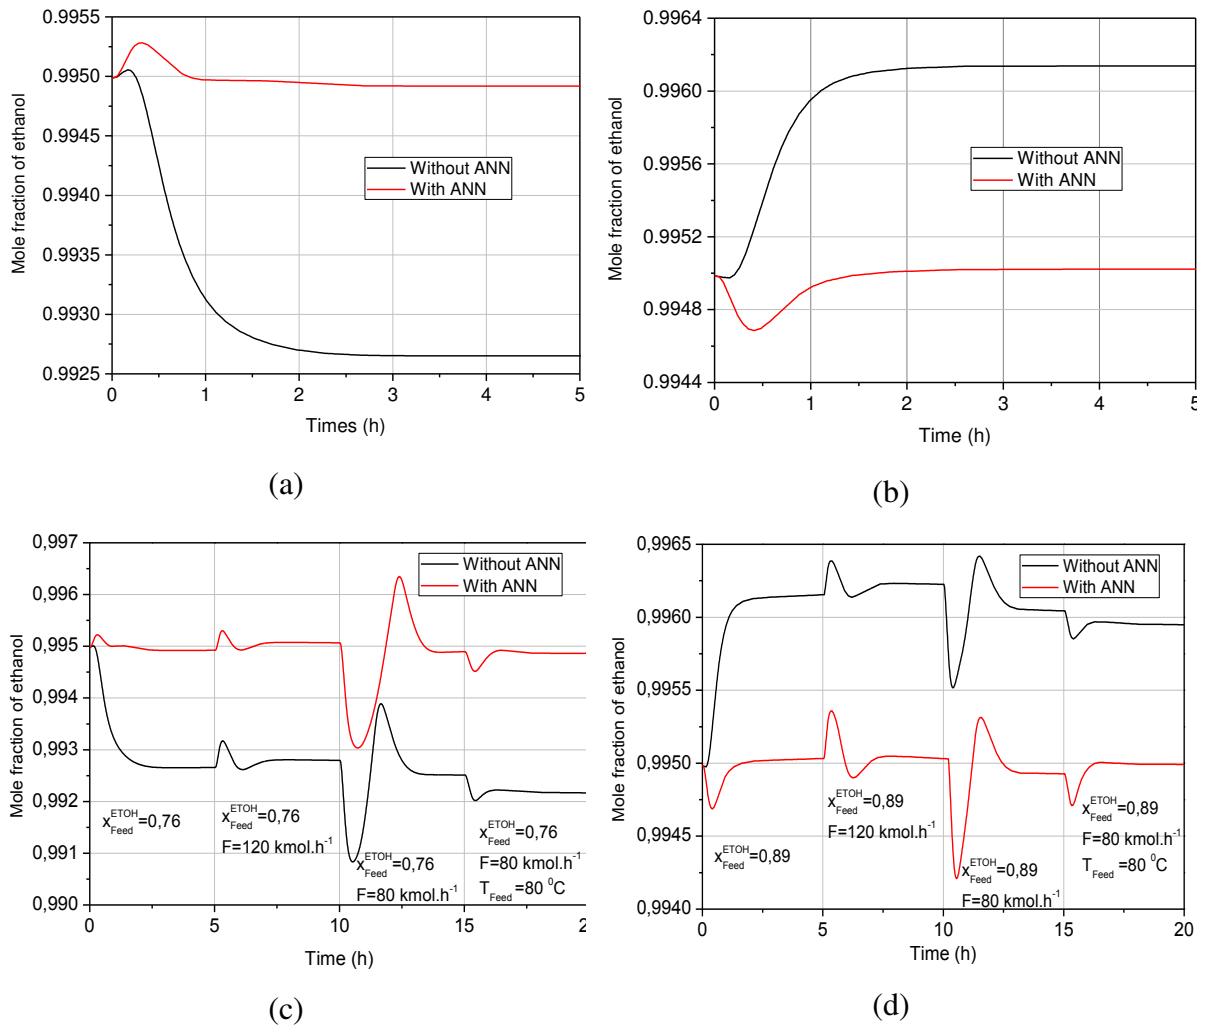 0.9955
0.9950
0.9945
0.9940
0.9935
0.9930
0.9925
Mole fraction of ethanol
Without ANN
With ANN
0 1 2 3 4 5
Times (h)
(a)
0.9964
0.9960
0.9956
0.9952
0.9948
0.9944
Mole fraction of ethanol
Without ANN
With ANN
0 1 2 3 4 5
Time (h)
(b)
0,997
0,996
0,995
0,994
0,993
0,992
0,991
0,990
Mole fraction of ethanol
Without ANN
With ANN
x_Feed^ETOH=0,76
x_Feed^ETOH=0,76
F=120 kmol.h⁻¹
x_Feed^ETOH=0,76
F=80 kmol.h⁻¹
x_Feed^ETOH=0,76
F=80 kmol.h⁻¹
T_Feed=80 ⁰C
0 5 10 15 2
Time (h)
(c)
0,9965
0,9960
0,9955
0,9950
0,9945
0,9940
Mole fraction of ethanol
Without ANN
With ANN
x_Feed^ETOH=0,89
x_Feed^ETOH=0,89
F=120 kmol.h⁻¹
x_Feed^ETOH=0,89
F=80 kmol.h⁻¹
x_Feed^ETOH=0,89
F=80 kmol.h⁻¹
T_Feed=80 ⁰C
0 5 10 15 20
Time (h)
(d)